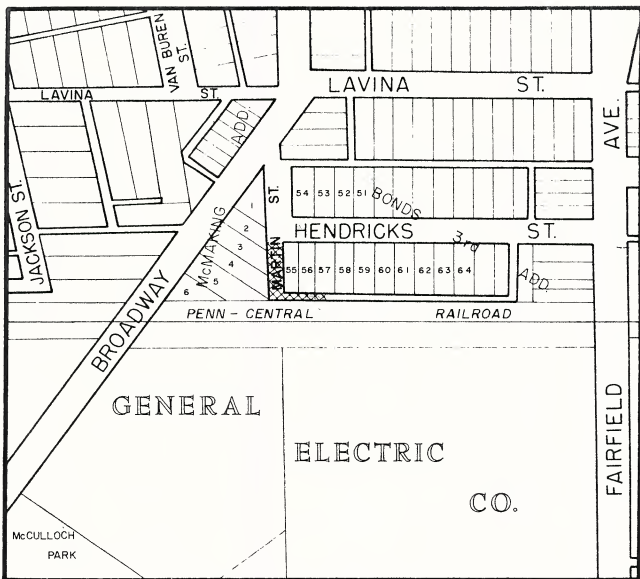 VAN BUREN
ST.
LAVINA ST.
LAVINA ST.
AVE.
ADD.
JACKSON ST.
54 53 52 51 BONDS
ST.
1
2
McMAKING
3
4
5
6
HENDRICKS ST.
3rd
MARTIN
55 56 57 58 59 60 61 62 63 64
ADD.
BROADWAY
PENN-CENTRAL RAILROAD
GENERAL
ELECTRIC
CO.
FAIRFIELD
McCULLOCH
PARK